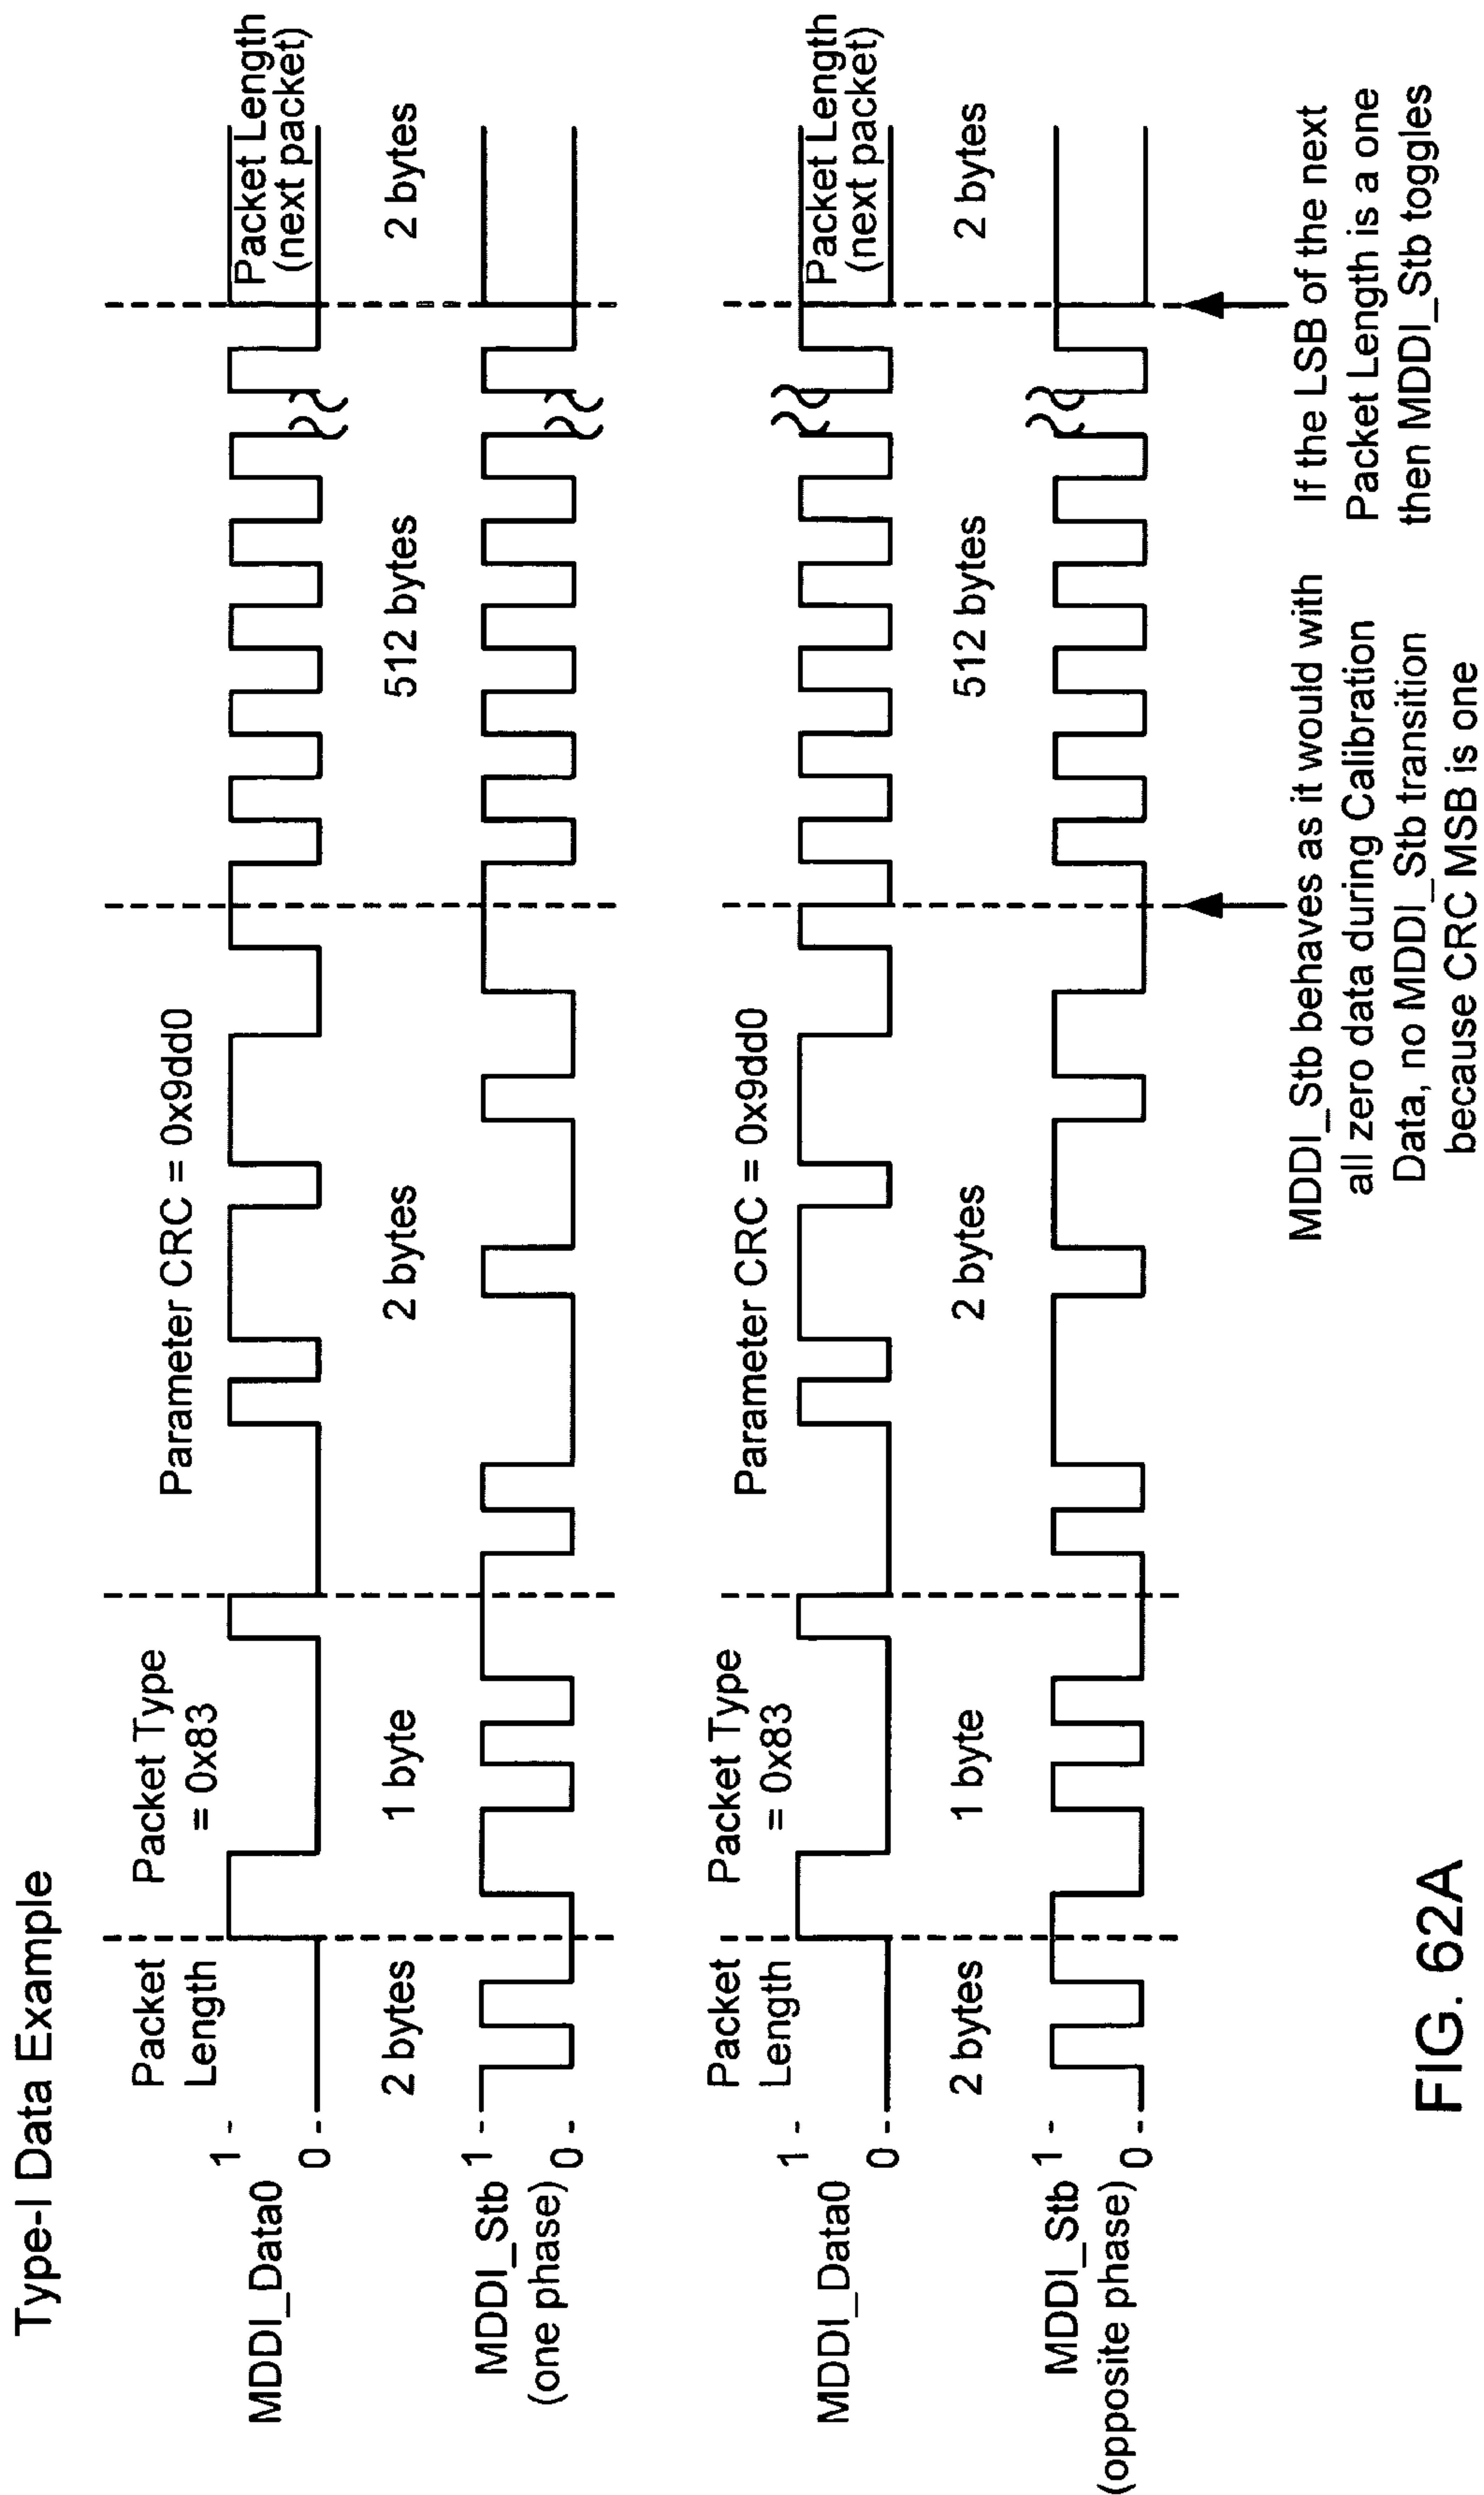 Type-I Data Example
Packet
Length
Packet Type
= 0x83
Parameter CRC = 0x9dd0
Packet Length
(next packet)
1
MDDI_Data0
0
2 bytes
1 byte
2 bytes
512 bytes
2 bytes
1
MDDI_Stb
(one phase)
0
Packet
Length
Packet Type
= 0x83
Parameter CRC = 0x9dd0
Packet Length
(next packet)
1
MDDI_Data0
0
2 bytes
1 byte
2 bytes
512 bytes
2 bytes
1
MDDI_Stb
(opposite phase)
0
MDDI_Stb behaves as it would with
all zero data during Calibration
Data, no MDDI_Stb transition
because CRC MSB is one
If the LSB of the next
Packet Length is a one
then MDDI_Stb toggles
FIG. 62A